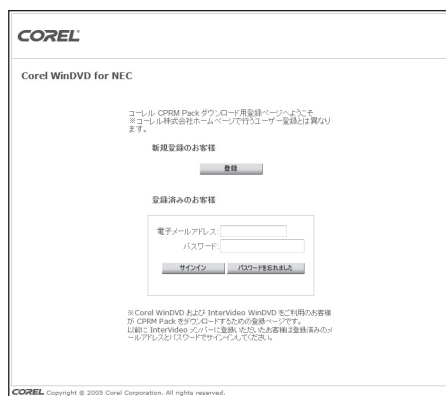 COREL
Corel WinDVD for NEC
コーレル CPRM Pack ダウンロード用登録ページへようこそ
※コーレル株式会社ホームページで行うユーザー登録とは異なり
ます。
新規登録のお客様
登録
登録済みのお客様
電子メールアドレス:
パスワード:
サインイン パスワードを忘れました
※Corel WinDVD および InterVideo WinDVD をご利用のお客様
が CPRM Pack をダウンロードするための登録ページです。
以前に InterVideo メンバーに登録いただいたお客様は登録済みのメ
ールアドレスとパスワードでサインインしてください。
COREL Copyright © 2005 Corel Corporation. All rights reserved.